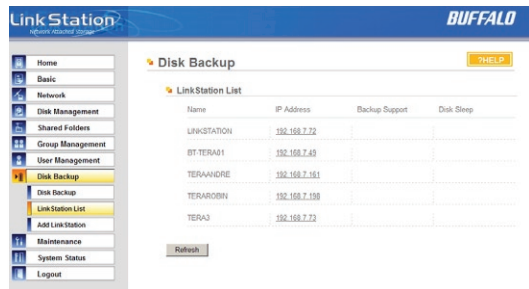 LinkStation
Network Attached Storage
BUFFALO
Home
Basic
Network
Disk Management
Shared Folders
Group Management
User Management
Disk Backup
Disk Backup
LinkStation List
Add LinkStation
Maintenance
System Status
Logout
Disk Backup
?HELP
LinkStation List
Name IP Address Backup Support Disk Sleep
LINKSTATION 192.168.7.72
BT-TERA01 192.168.7.49
TERAANDRE 192.168.7.161
TERAROBIN 192.168.7.198
TERA3 192.168.7.73
Refresh